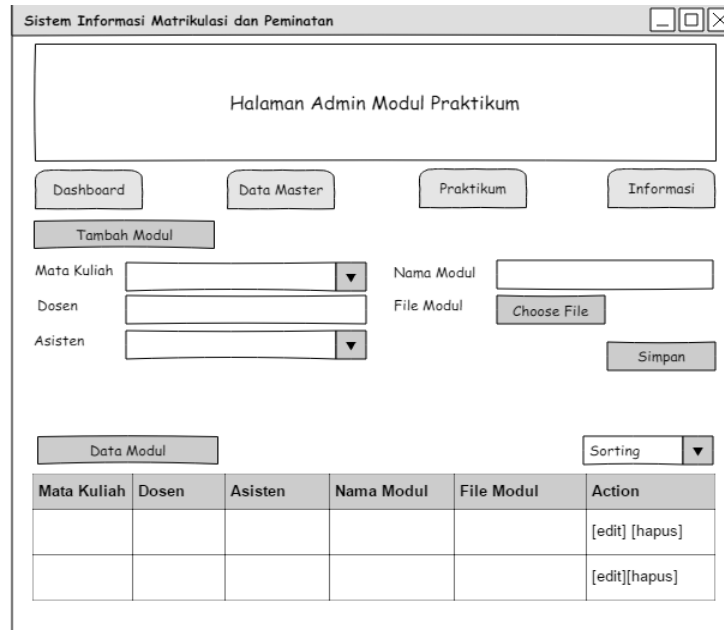 Sistem Informasi Matrikulasi dan Peminatan
Halaman Admin Modul Praktikum
Dashboard Data Master Praktikum Informasi
Tambah Modul
Mata Kuliah Nama Modul
Dosen File Modul Choose File
Asisten
Simpan
Data Modul Sorting
Mata Kuliah Dosen Asisten Nama Modul File Modul Action
[edit] [hapus]
[edit][hapus]